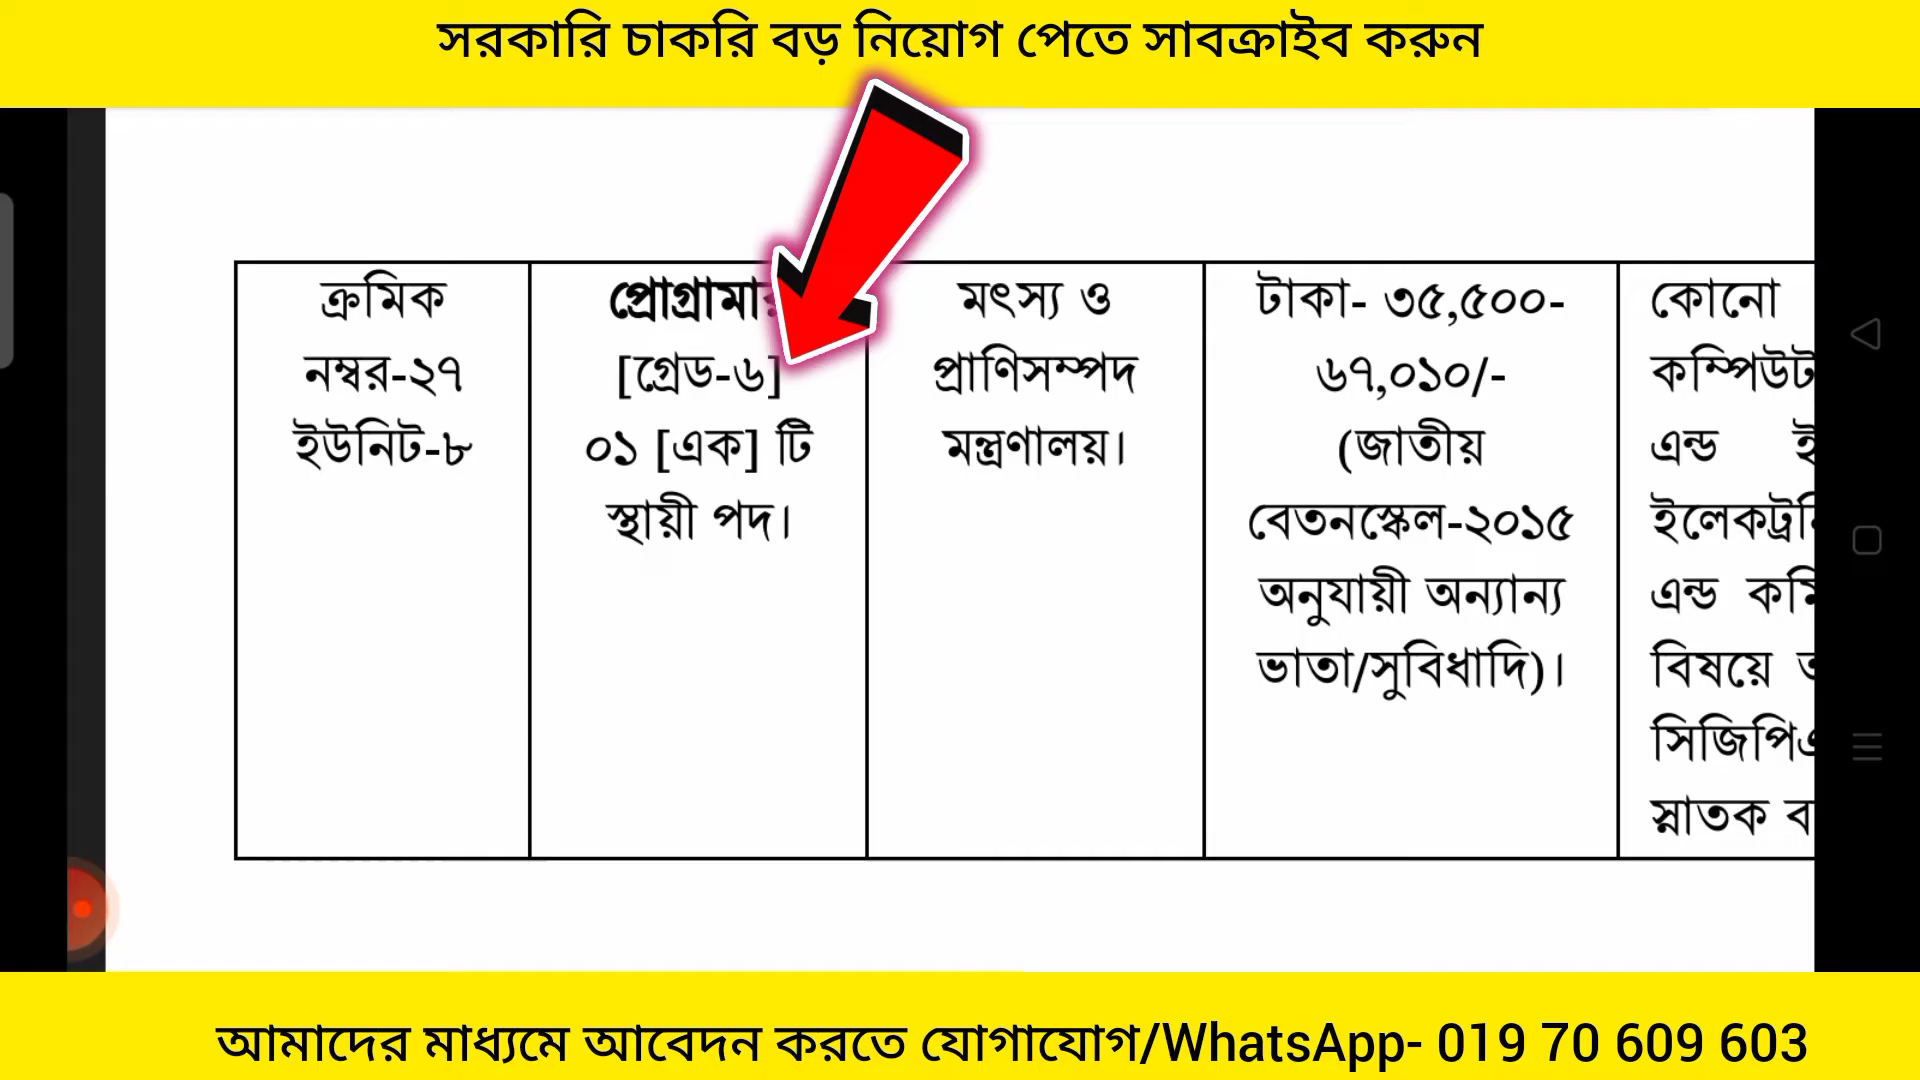 সরকারি চাকরি বড় নিয়োগ পেতে সাবক্রাইব করুন
ক্রমিক
নম্বর-২৭
ইউনিট-৮
প্রোগ্রামার
[গ্রেড-৬]
০১ [এক] টি
স্থায়ী পদ।
মৎস্য ও
প্রাণিসম্পদ
মন্ত্রণালয়।
টাকা- ৩৫,৫০০-
৬৭,০১০/-
(জাতীয়
বেতনস্কেল-২০১৫
অনুযায়ী অন্যান্য
ভাতা/সুবিধাদি)।
কোনো
এন্ড
এন্ড
বিষয়ে
স্নাতক
আমাদের মাধ্যমে আবেদন করতে যোগাযোগ/WhatsApp- 019 70 609 603